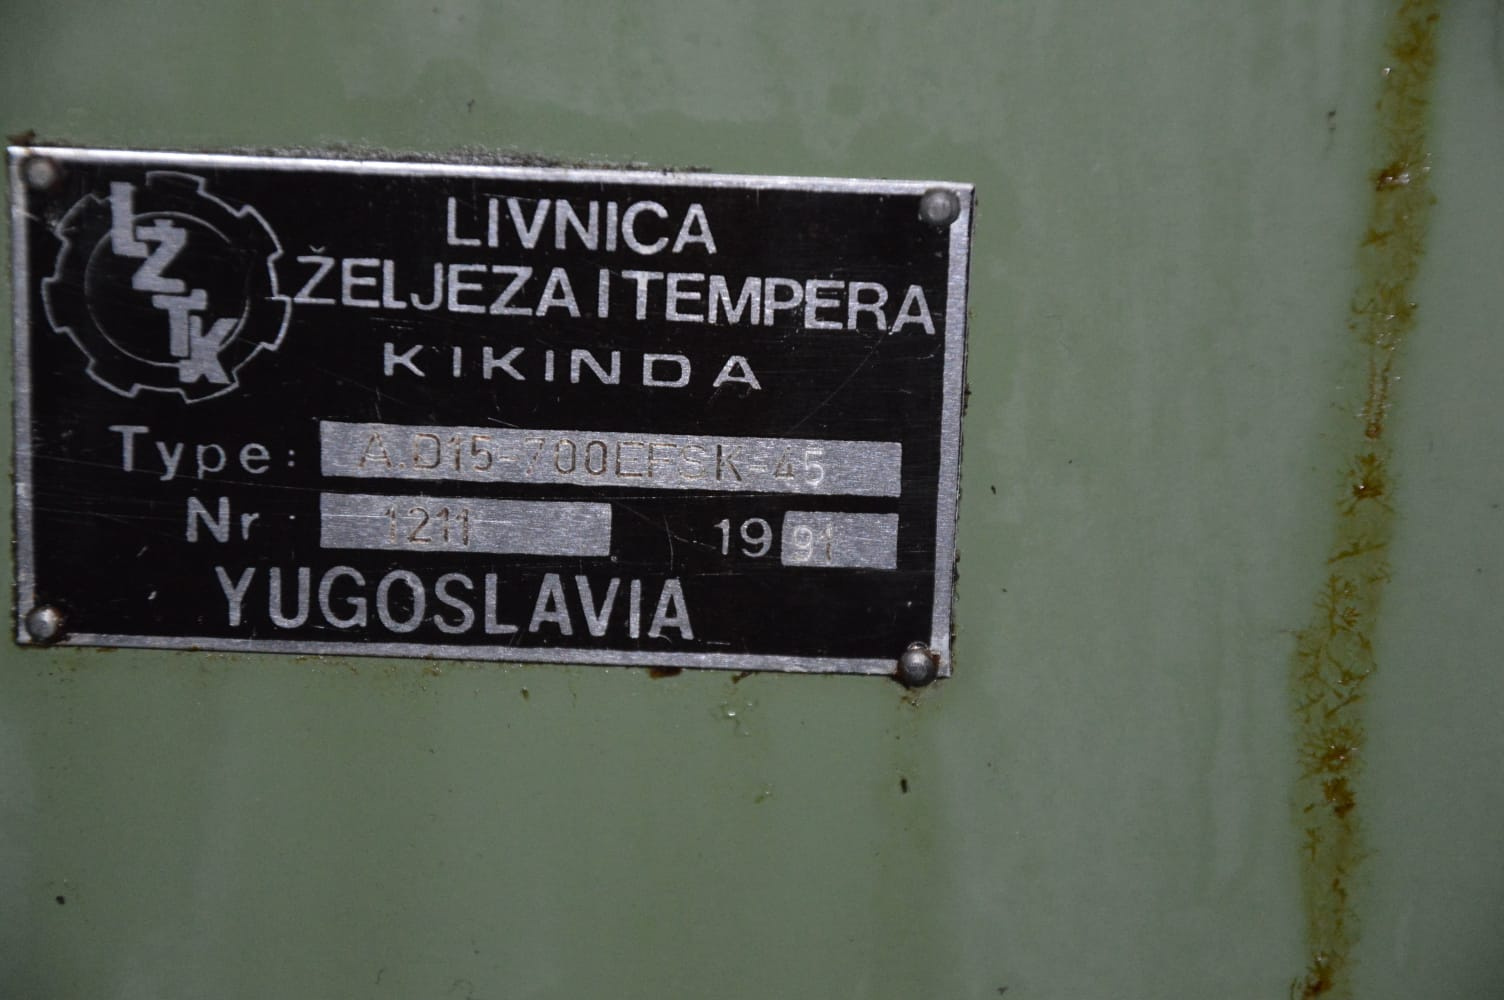 LŽTK
LIVNICA
ŽELJEZA I TEMPERA
KIKINDA
Type: A.D15-700EFSK-45
Nr 1211 1991
YUGOSLAVIA